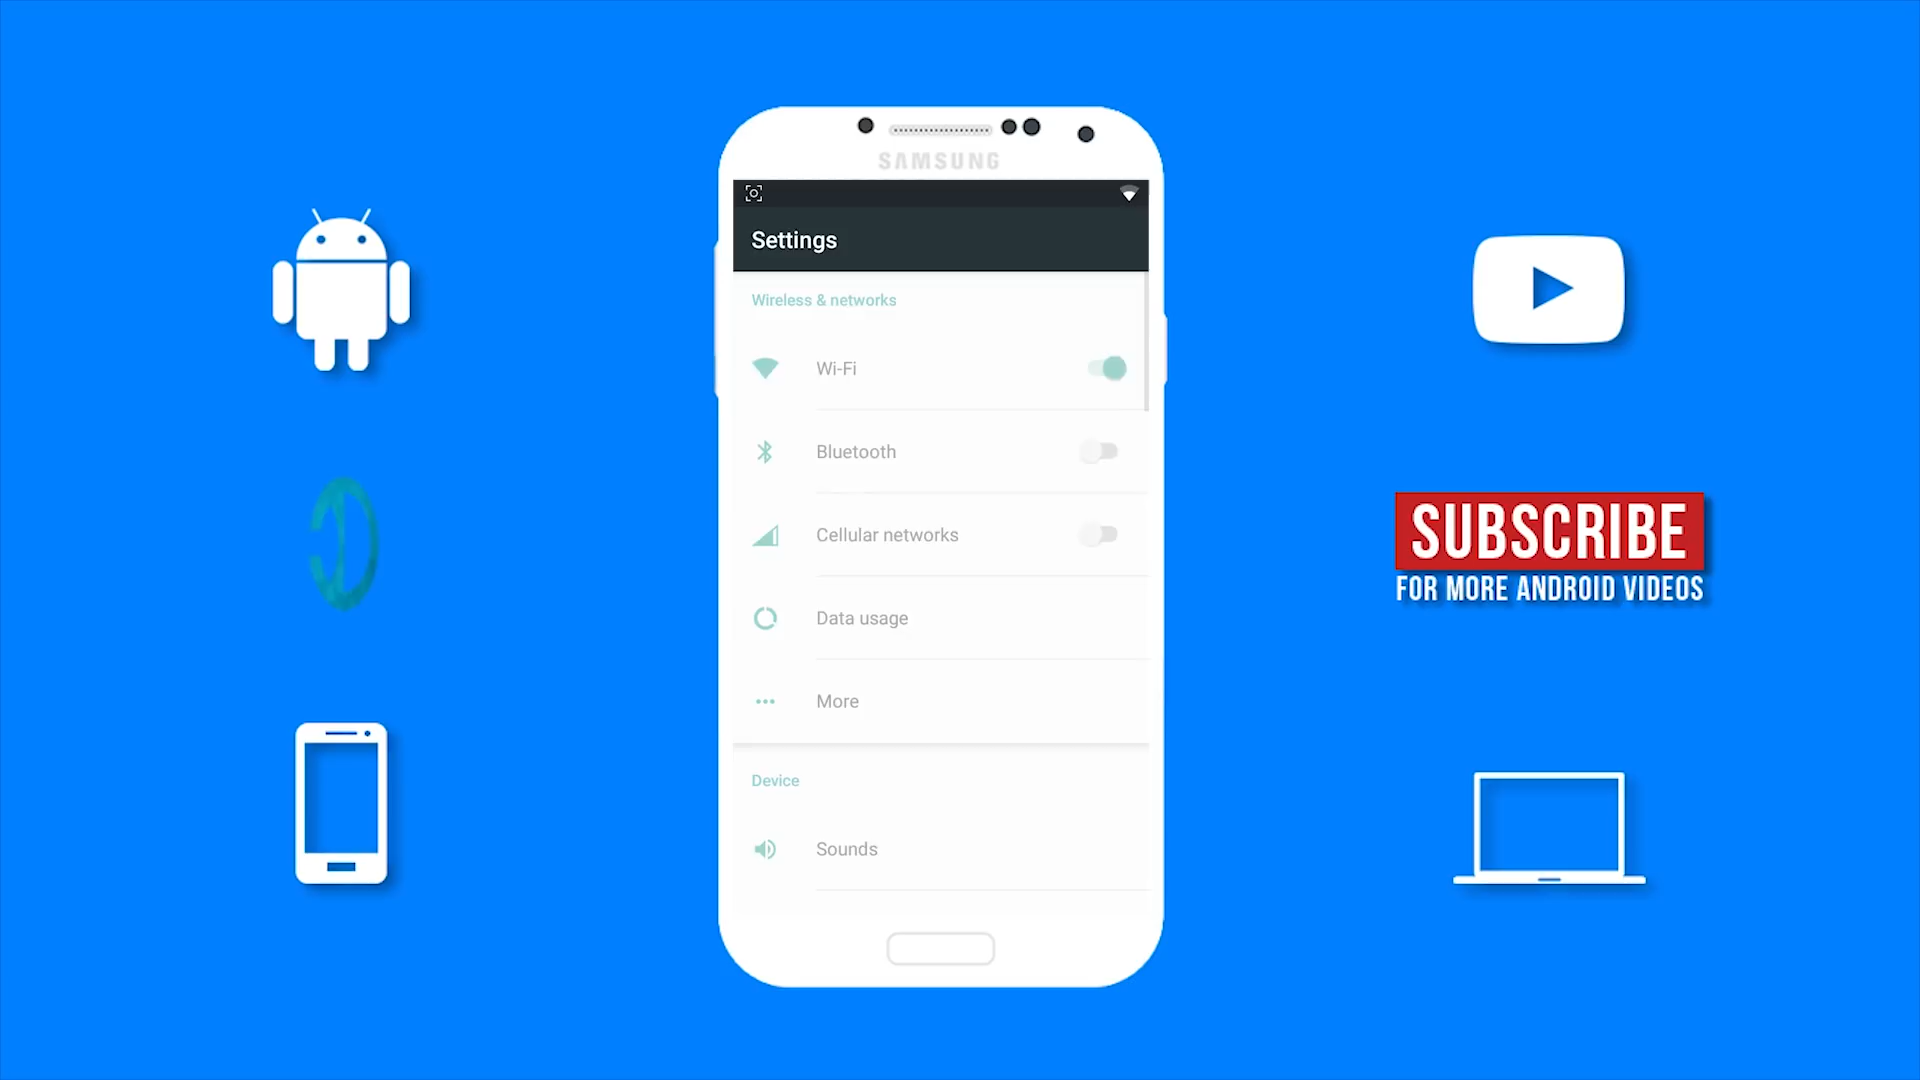 SAMSUNG
Settings
Wireless & networks
Wi-Fi
Bluetooth
Cellular networks
Data usage
More
Device
Sounds
SUBSCRIBE
FOR MORE ANDROID VIDEOS